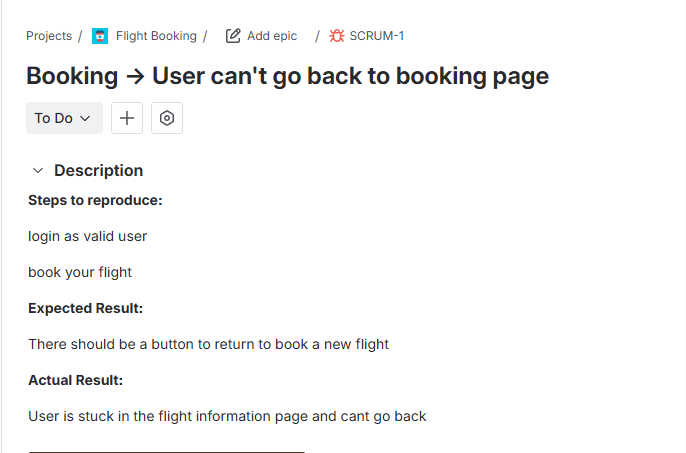 Projects / Flight Booking / Add epic / SCRUM-1
Booking → User can't go back to booking page
To Do
Description
Steps to reproduce:
login as valid user
book your flight
Expected Result:
There should be a button to return to book a new flight
Actual Result:
User is stuck in the flight information page and cant go back